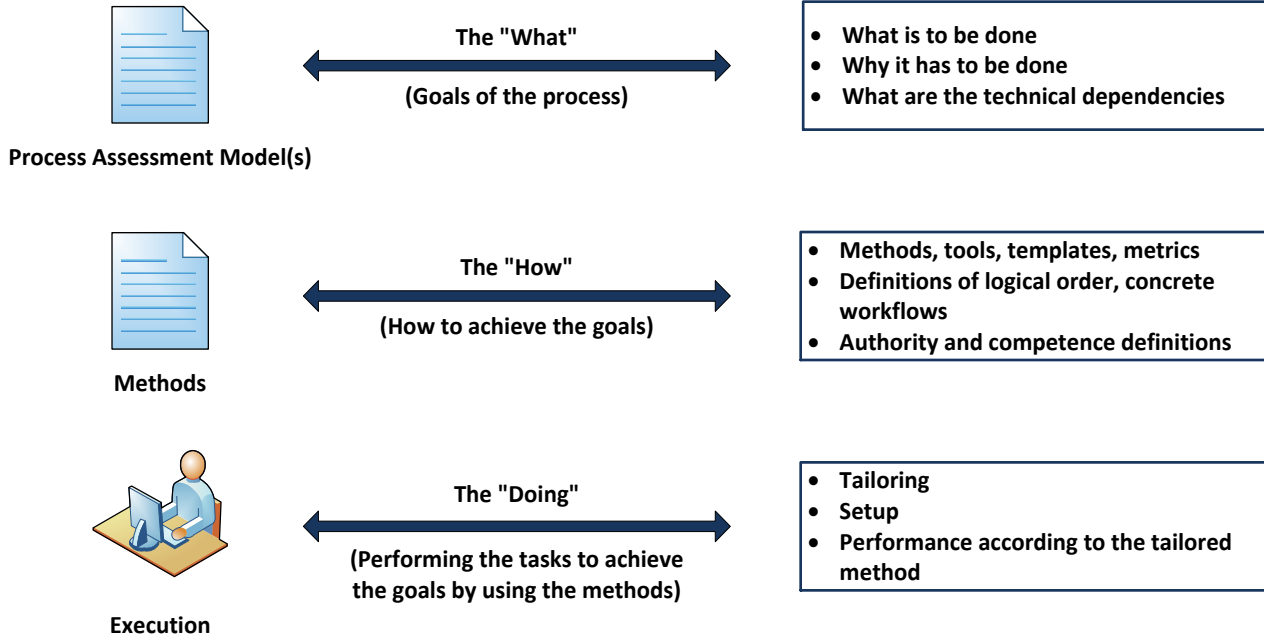 The "What"
(Goals of the process)
Process Assessment Model(s)
• What is to be done
• Why it has to be done
• What are the technical dependencies
The "How"
(How to achieve the goals)
Methods
• Methods, tools, templates, metrics
• Definitions of logical order, concrete
workflows
• Authority and competence definitions
The "Doing"
(Performing the tasks to achieve
the goals by using the methods)
Execution
• Tailoring
• Setup
• Performance according to the tailored
method